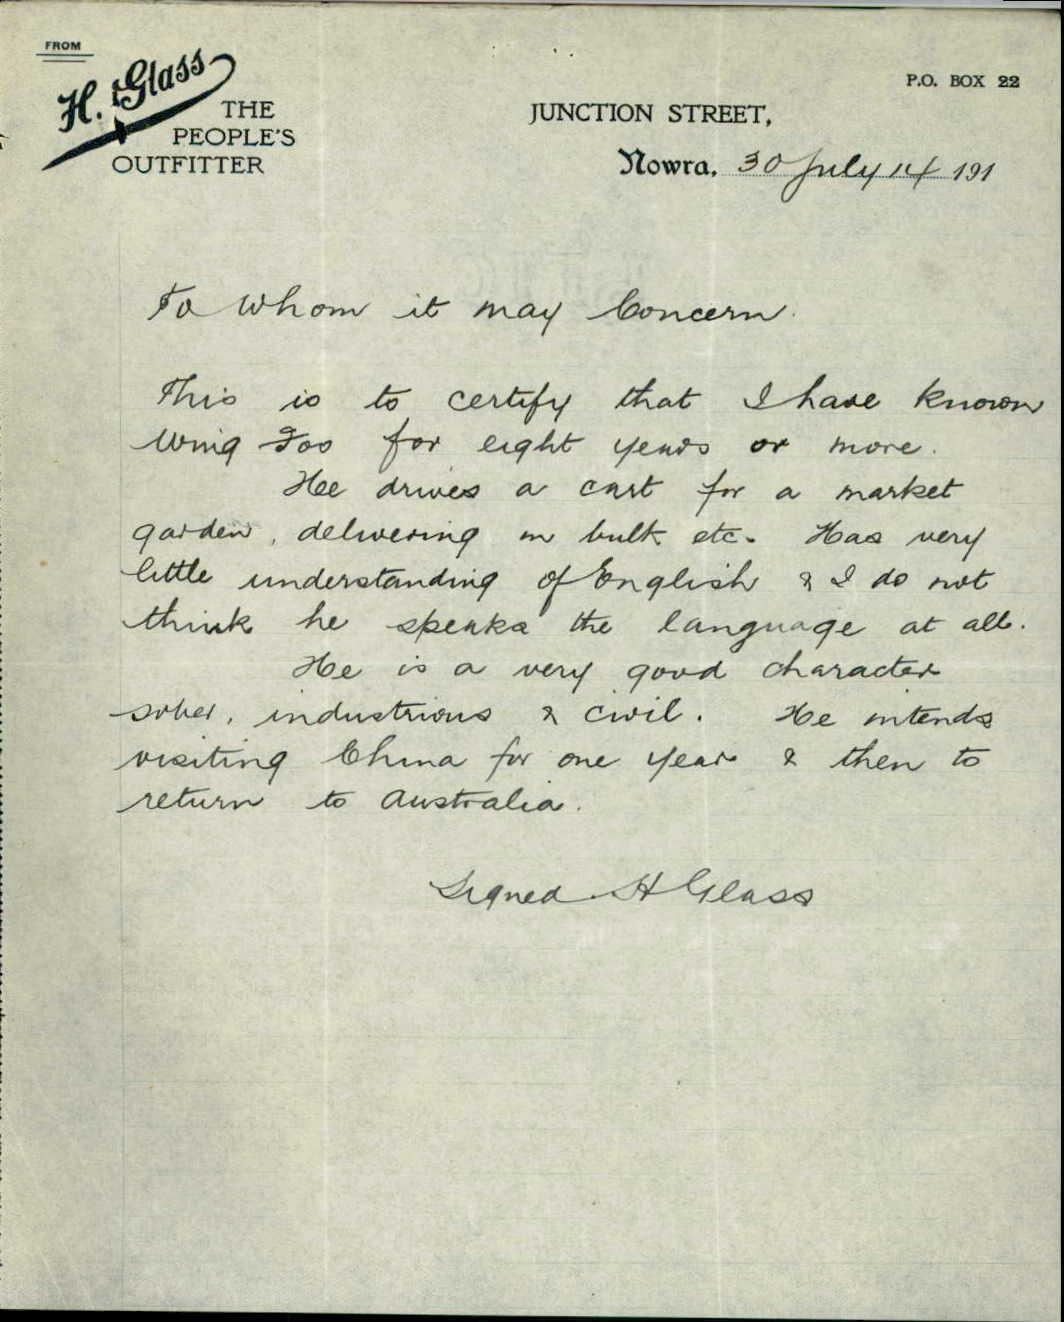 FROM
H. Glass
THE
PEOPLE'S
OUTFITTER
P.O. BOX 22
JUNCTION STREET,
Nowra, 30 July 14 191
To Whom it may Concern.
This is to certify that I have known
Wing Foo for eight years or more.
He drives a cart for a market
garden, delivering in bulk etc. Has very
little understanding of English & I do not
think he speaks the language at all.
He is a very good character
sober, industrious & civil. He intends
visiting China for one year & then to
return to Australia.
Signed H Glass